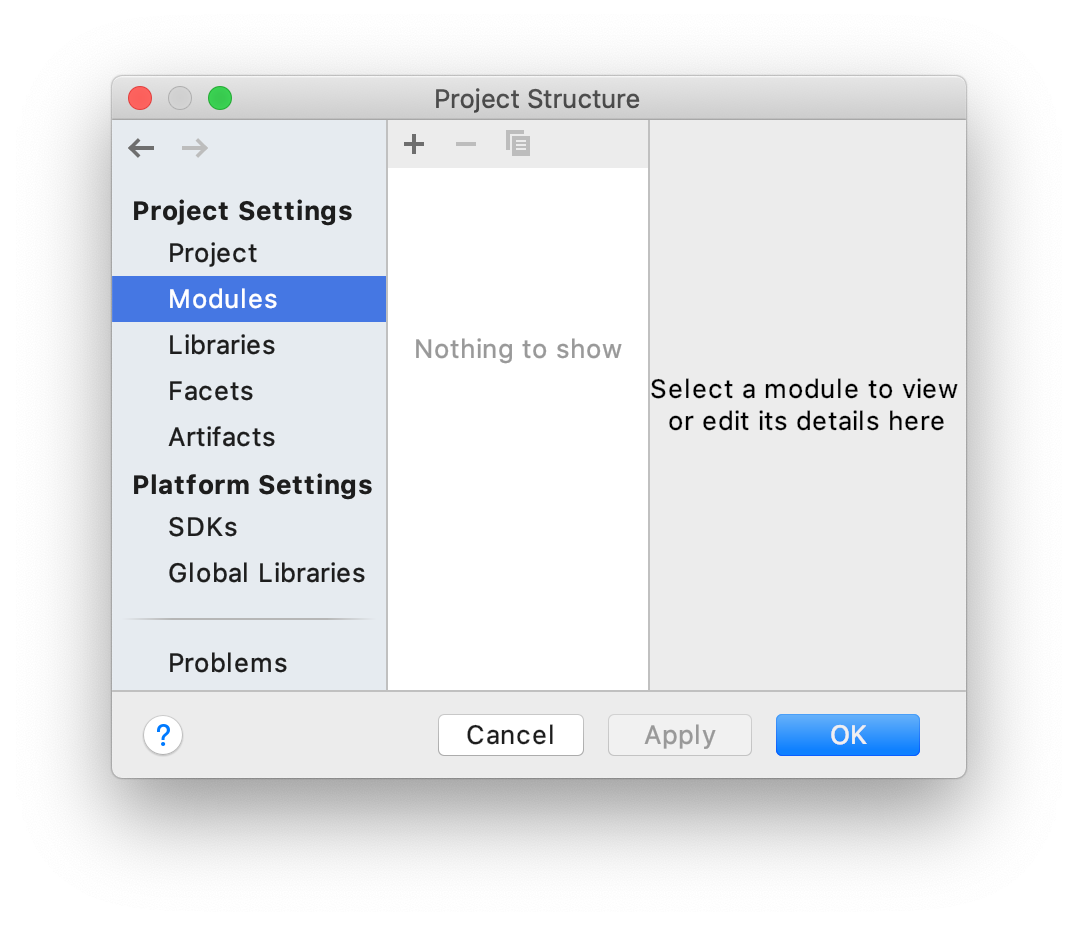 Project Structure
Project Settings
Project
Modules
Libraries
Facets
Artifacts
Platform Settings
SDKs
Global Libraries
Problems
Nothing to show
Select a module to view
or edit its details here
?
Cancel
Apply
OK